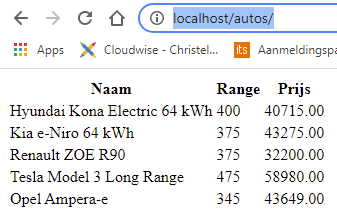 localhost/autos/
Apps Cloudwise - Christel... its Aanmeldingspa
Naam Range Prijs
Hyundai Kona Electric 64 kWh 400 40715.00
Kia e-Niro 64 kWh 375 43275.00
Renault ZOE R90 375 32200.00
Tesla Model 3 Long Range 475 58980.00
Opel Ampera-e 345 43649.00